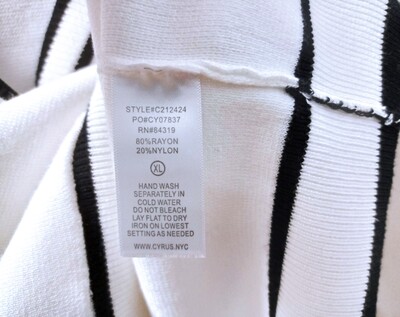 STYLE#C212424
PO#CY07837
RN#84319
80%RAYON
20%NYLON
XL
HAND WASH
SEPARATELY IN
COLD WATER
DO NOT BLEACH
LAY FLAT TO DRY
IRON ON LOWEST
SETTING AS NEEDED
WWW.CYRUS.NYC